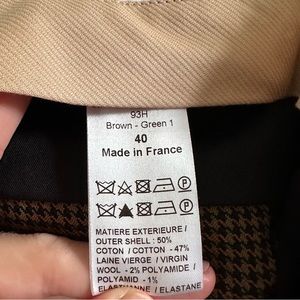 93H
Brown - Green 1
40
Made in France
P
P
MATIERE EXTERIEURE /
OUTER SHELL : 50%
COTON / COTTON - 47%
LAINE VIERGE / VIRGIN
WOOL - 2% POLYAMIDE /
POLYAMID - 1%
ELASTHANNE / ELASTANE